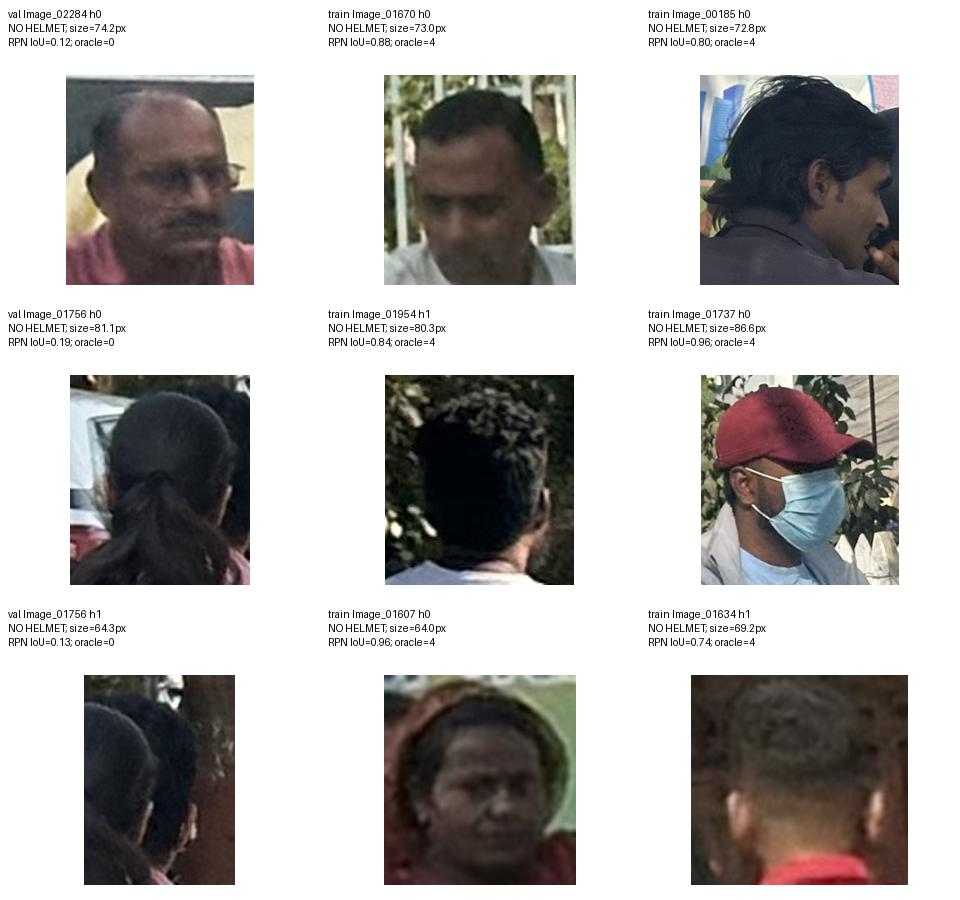 val Image_02284 h0
NO HELMET; size=74.2px
RPN IoU=0.12; oracle=0
train Image_01670 h0
NO HELMET; size=73.0px
RPN IoU=0.88; oracle=4
train Image_00185 h0
NO HELMET; size=72.8px
RPN IoU=0.80; oracle=4
val Image_01756 h0
NO HELMET; size=81.1px
RPN IoU=0.19; oracle=0
train Image_01954 h1
NO HELMET; size=80.3px
RPN IoU=0.84; oracle=4
train Image_01737 h0
NO HELMET; size=86.6px
RPN IoU=0.96; oracle=4
val Image_01756 h1
NO HELMET; size=64.3px
RPN IoU=0.13; oracle=0
train Image_01607 h0
NO HELMET; size=64.0px
RPN IoU=0.96; oracle=4
train Image_01634 h1
NO HELMET; size=69.2px
RPN IoU=0.74; oracle=4